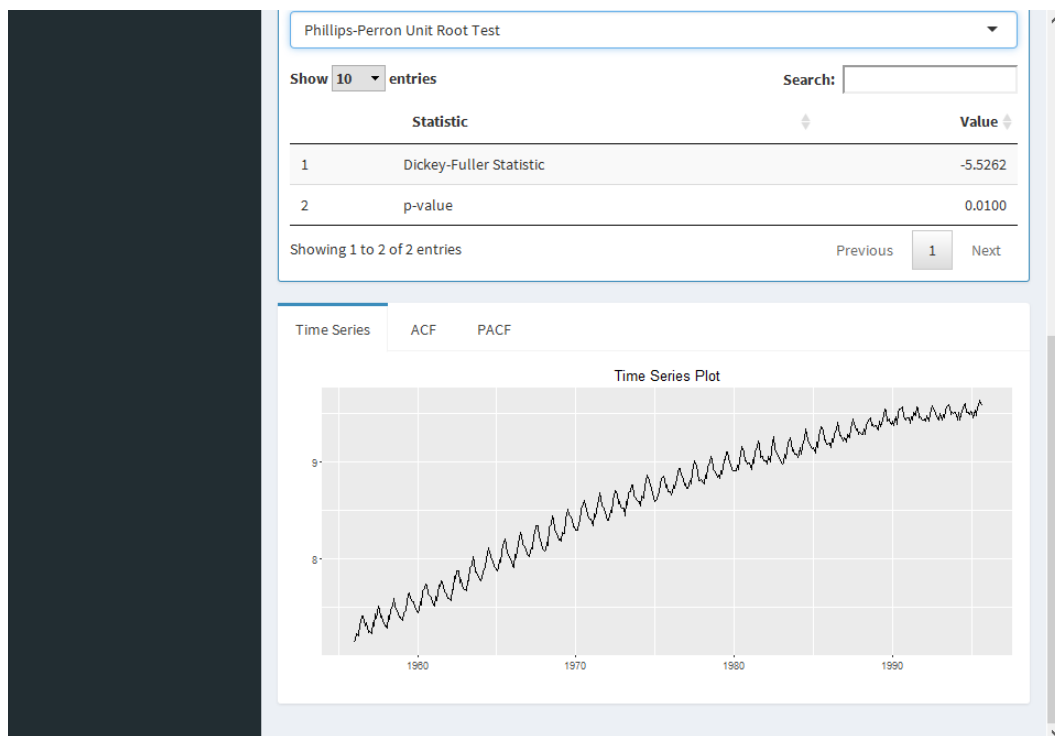 Phillips-Perron Unit Root Test
Show 10 entries Search:
Statistic Value
1 Dickey-Fuller Statistic -5.5262
2 p-value 0.0100
Showing 1 to 2 of 2 entries Previous 1 Next
Time Series ACF PACF
Time Series Plot
9
8
1960 1970 1980 1990